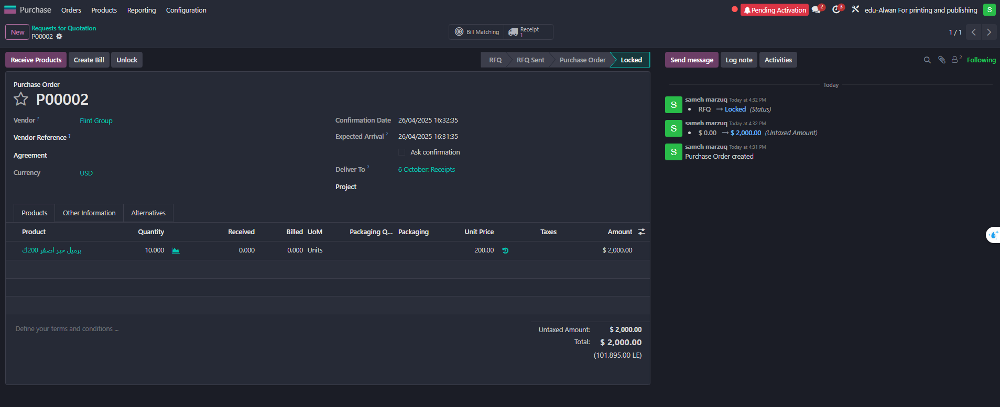 Purchase Orders Products Reporting Configuration
Pending Activation 2 3 edu-Alwan For printing and publishing S
New Requests for Quotation
P00002
Bill Matching Receipt
1
1 / 1
Receive Products Create Bill Unlock
RFQ RFQ Sent Purchase Order Locked
Send message Log note Activities
2 Following
Purchase Order
P00002
Vendor ? Flint Group
Vendor Reference ?
Agreement
Currency USD
Confirmation Date 26/04/2025 16:32:35
Expected Arrival ? 26/04/2025 16:31:35
Ask confirmation
Deliver To ? 6 October: Receipts
Project
Products Other Information Alternatives
Product Quantity Received Billed UoM Packaging Q... Packaging Unit Price Taxes Amount
برميل حبر اصفر 200ك 10.000 0.000 0.000 Units 200.00 $ 2,000.00
Define your terms and conditions ...
Untaxed Amount: $ 2,000.00
Total: $ 2,000.00
(101,895.00 LE)
Today
S sameh marzuq Today at 4:32 PM
• RFQ → Locked (Status)
S sameh marzuq Today at 4:32 PM
• $ 0.00 → $ 2,000.00 (Untaxed Amount)
S sameh marzuq Today at 4:31 PM
Purchase Order created